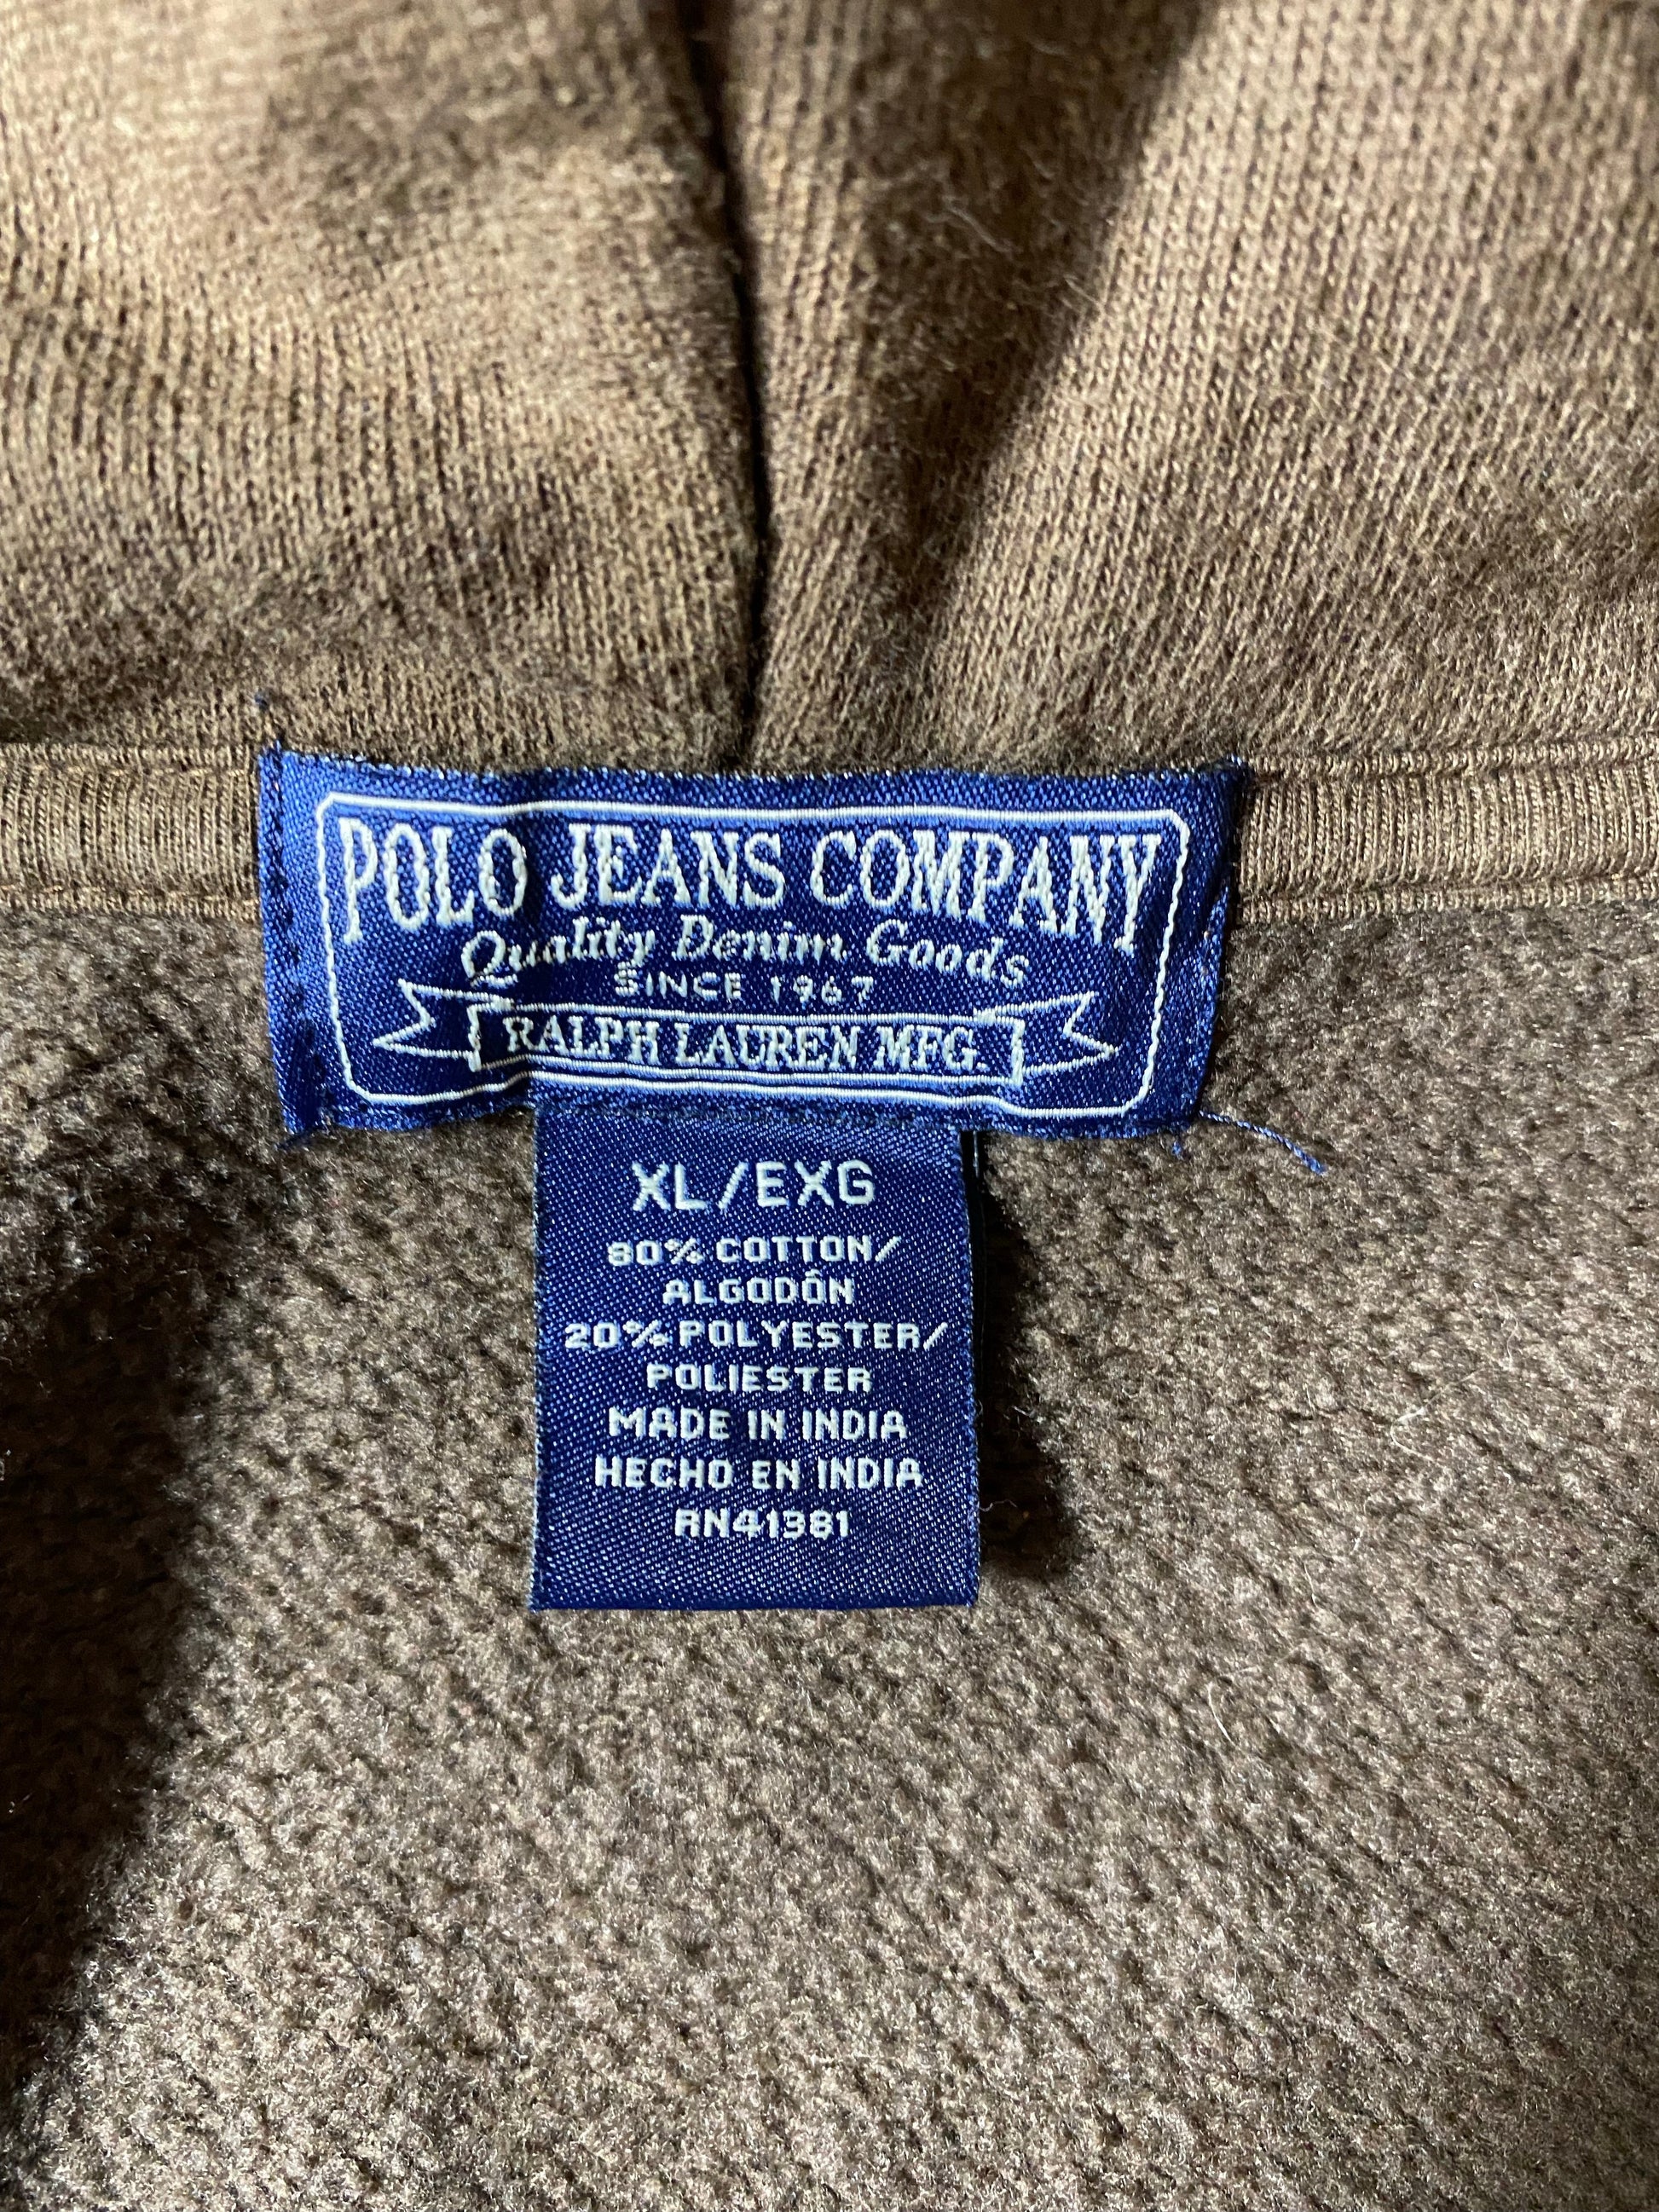 POLO JEANS COMPANY
Quality Denim Goods
SINCE 1967
RALPH LAUREN MFG.
XL/EXG
80% COTTON/
ALGODÓN
20% POLYESTER/
POLIESTER
MADE IN INDIA
HECHO EN INDIA
RN41381